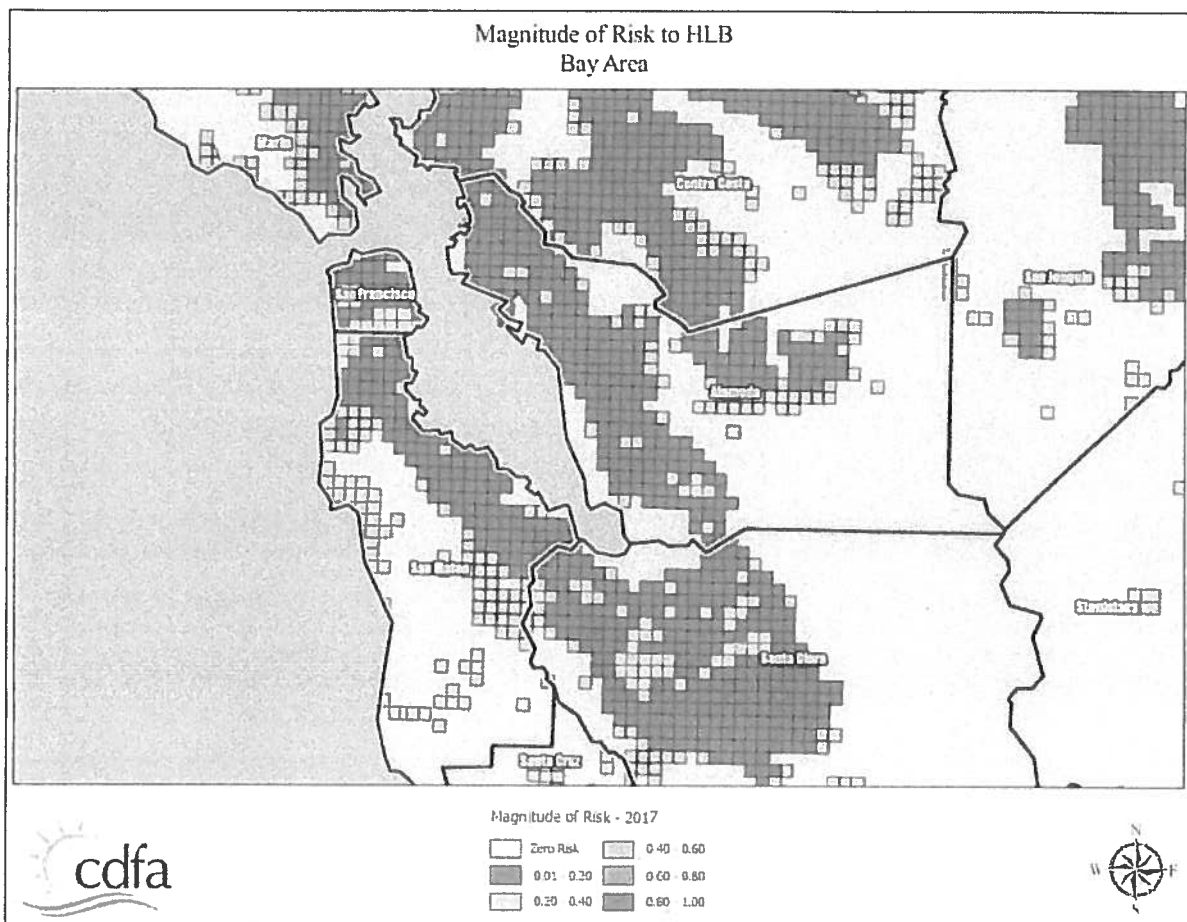 Magnitude of Risk to HLB
Bay Area
Marin
Contra Costa
San Francisco
San Joaquin
Alameda
San Mateo
Santa Clara
Santa Cruz
Magnitude of Risk - 2017
Zero Risk
0.40 - 0.60
0.01 - 0.20
0.60 - 0.80
0.20 - 0.40
0.80 - 1.00
cdfa
N
W
E
S